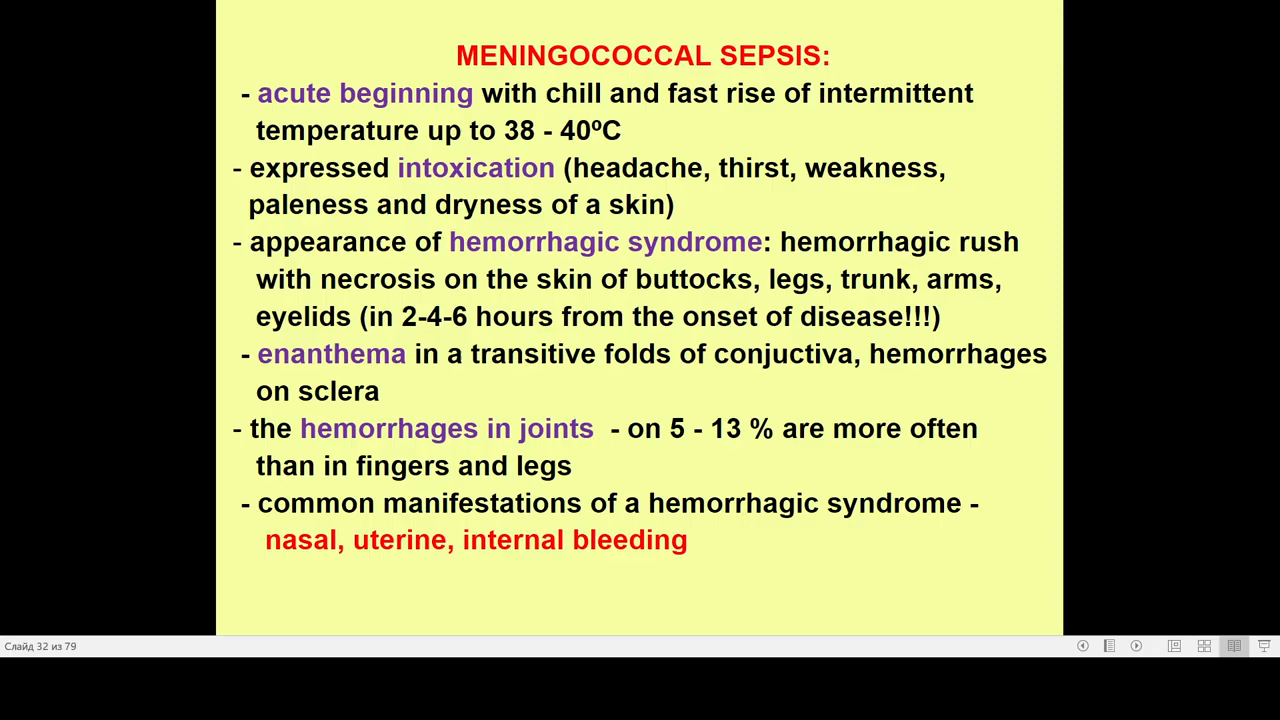 MENINGOCOCCAL SEPSIS:
- acute beginning with chill and fast rise of intermittent
temperature up to 38 - 40ºC
- expressed intoxication (headache, thirst, weakness,
paleness and dryness of a skin)
- appearance of hemorrhagic syndrome: hemorrhagic rush
with necrosis on the skin of buttocks, legs, trunk, arms,
eyelids (in 2-4-6 hours from the onset of disease!!!)
- enanthema in a transitive folds of conjuctiva, hemorrhages
on sclera
- the hemorrhages in joints - on 5 - 13 % are more often
than in fingers and legs
- common manifestations of a hemorrhagic syndrome -
nasal, uterine, internal bleeding
Слайд 32 из 79